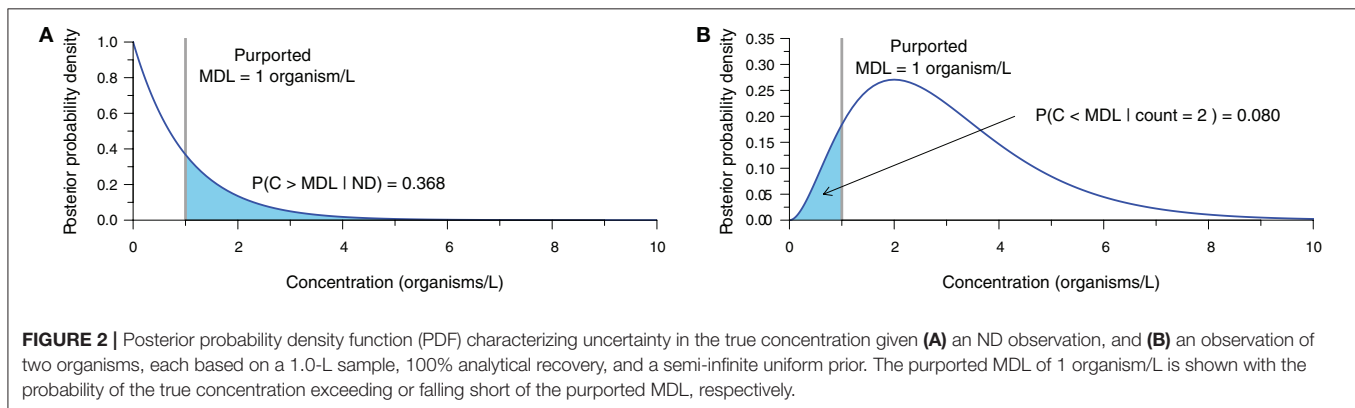 A
Posterior probability density
1.0
0.8
0.6
0.4
0.2
0.0
Purported
MDL = 1 organism/L
P(C > MDL | ND) = 0.368
0 2 4 6 8 10
Concentration (organisms/L)
B
Posterior probability density
0.35
0.30
0.25
0.20
0.15
0.10
0.05
0.00
Purported
MDL = 1 organism/L
P(C < MDL | count = 2 ) = 0.080
0 2 4 6 8 10
Concentration (organisms/L)
FIGURE 2 | Posterior probability density function (PDF) characterizing uncertainty in the true concentration given (A) an ND observation, and (B) an observation of
two organisms, each based on a 1.0-L sample, 100% analytical recovery, and a semi-infinite uniform prior. The purported MDL of 1 organism/L is shown with the
probability of the true concentration exceeding or falling short of the purported MDL, respectively.